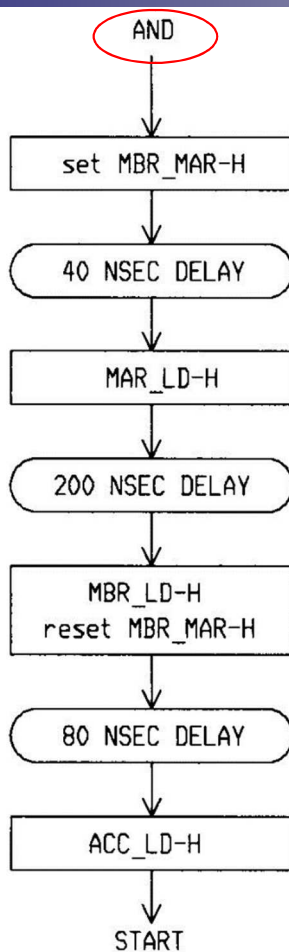 AND
set MBR_MAR-H
40 NSEC DELAY
MAR_LD-H
200 NSEC DELAY
MBR_LD-H
reset MBR_MAR-H
80 NSEC DELAY
ACC_LD-H
START